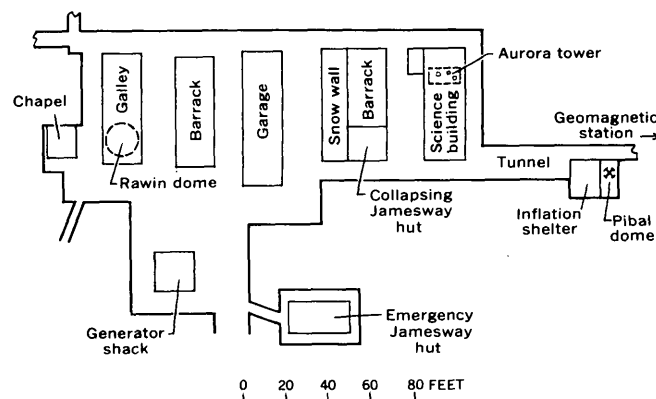 Aurora tower
Chapel
Galley
Barrack
Garage
Snow wall
Barrack
Science
building
Geomagnetic
station
Tunnel
Rawin dome
Collapsing
Jamesway
hut
Inflation
shelter
Pibal
dome
Generator
shack
Emergency
Jamesway
hut
0 20 40 60 80 FEET